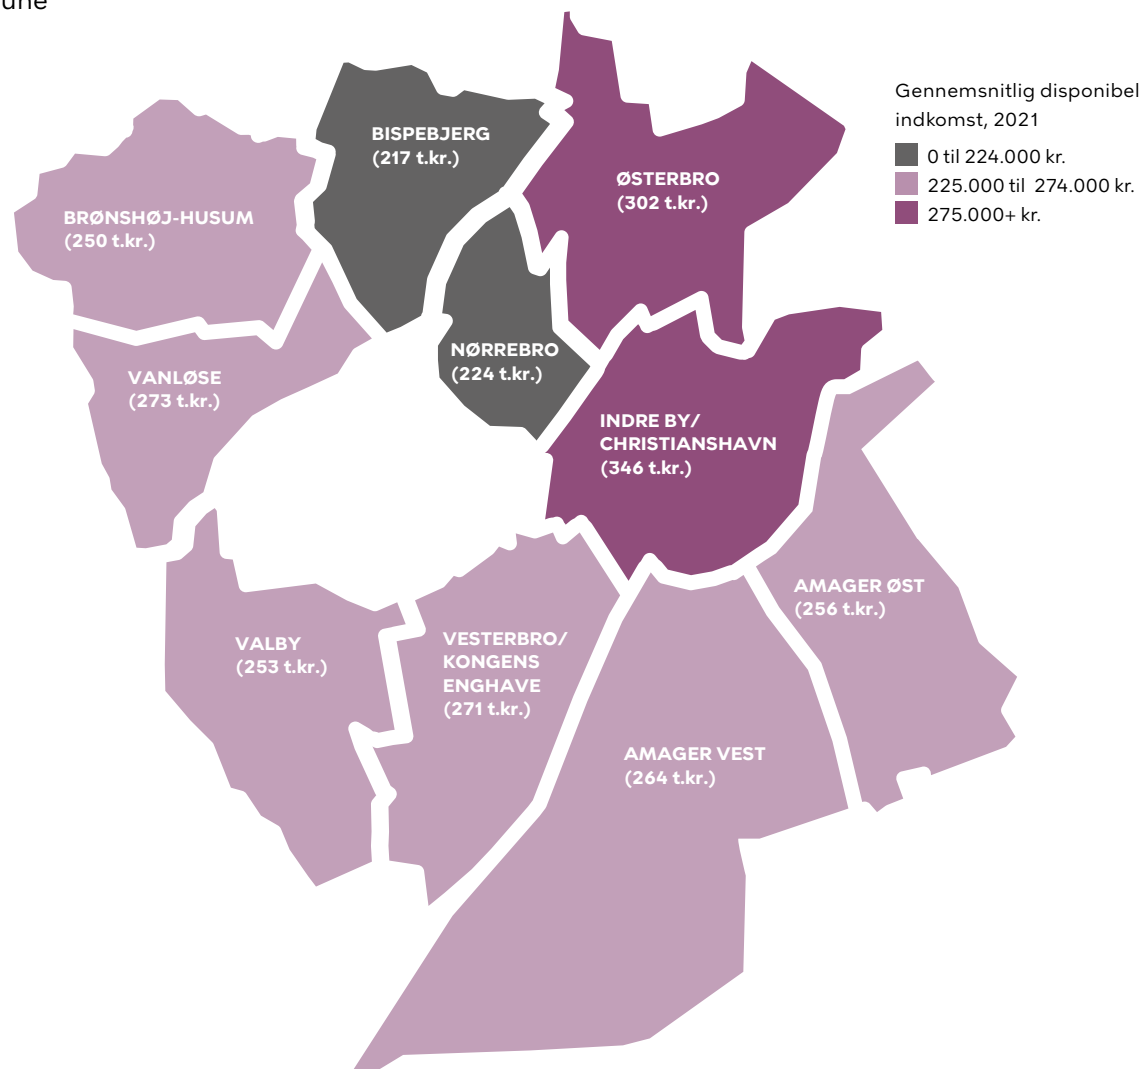 Gennemsnitlig disponibel
indkomst, 2021
0 til 224.000 kr.
225.000 til 274.000 kr.
275.000+ kr.
BISPEBJERG
(217 t.kr.)
ØSTERBRO
(302 t.kr.)
BRØNSHØJ-HUSUM
(250 t.kr.)
NØRREBRO
(224 t.kr.)
VANLØSE
(273 t.kr.)
INDRE BY/
CHRISTIANSHAVN
(346 t.kr.)
AMAGER ØST
(256 t.kr.)
VALBY
(253 t.kr.)
VESTERBRO/
KONGENS
ENGHAVE
(271 t.kr.)
AMAGER VEST
(264 t.kr.)